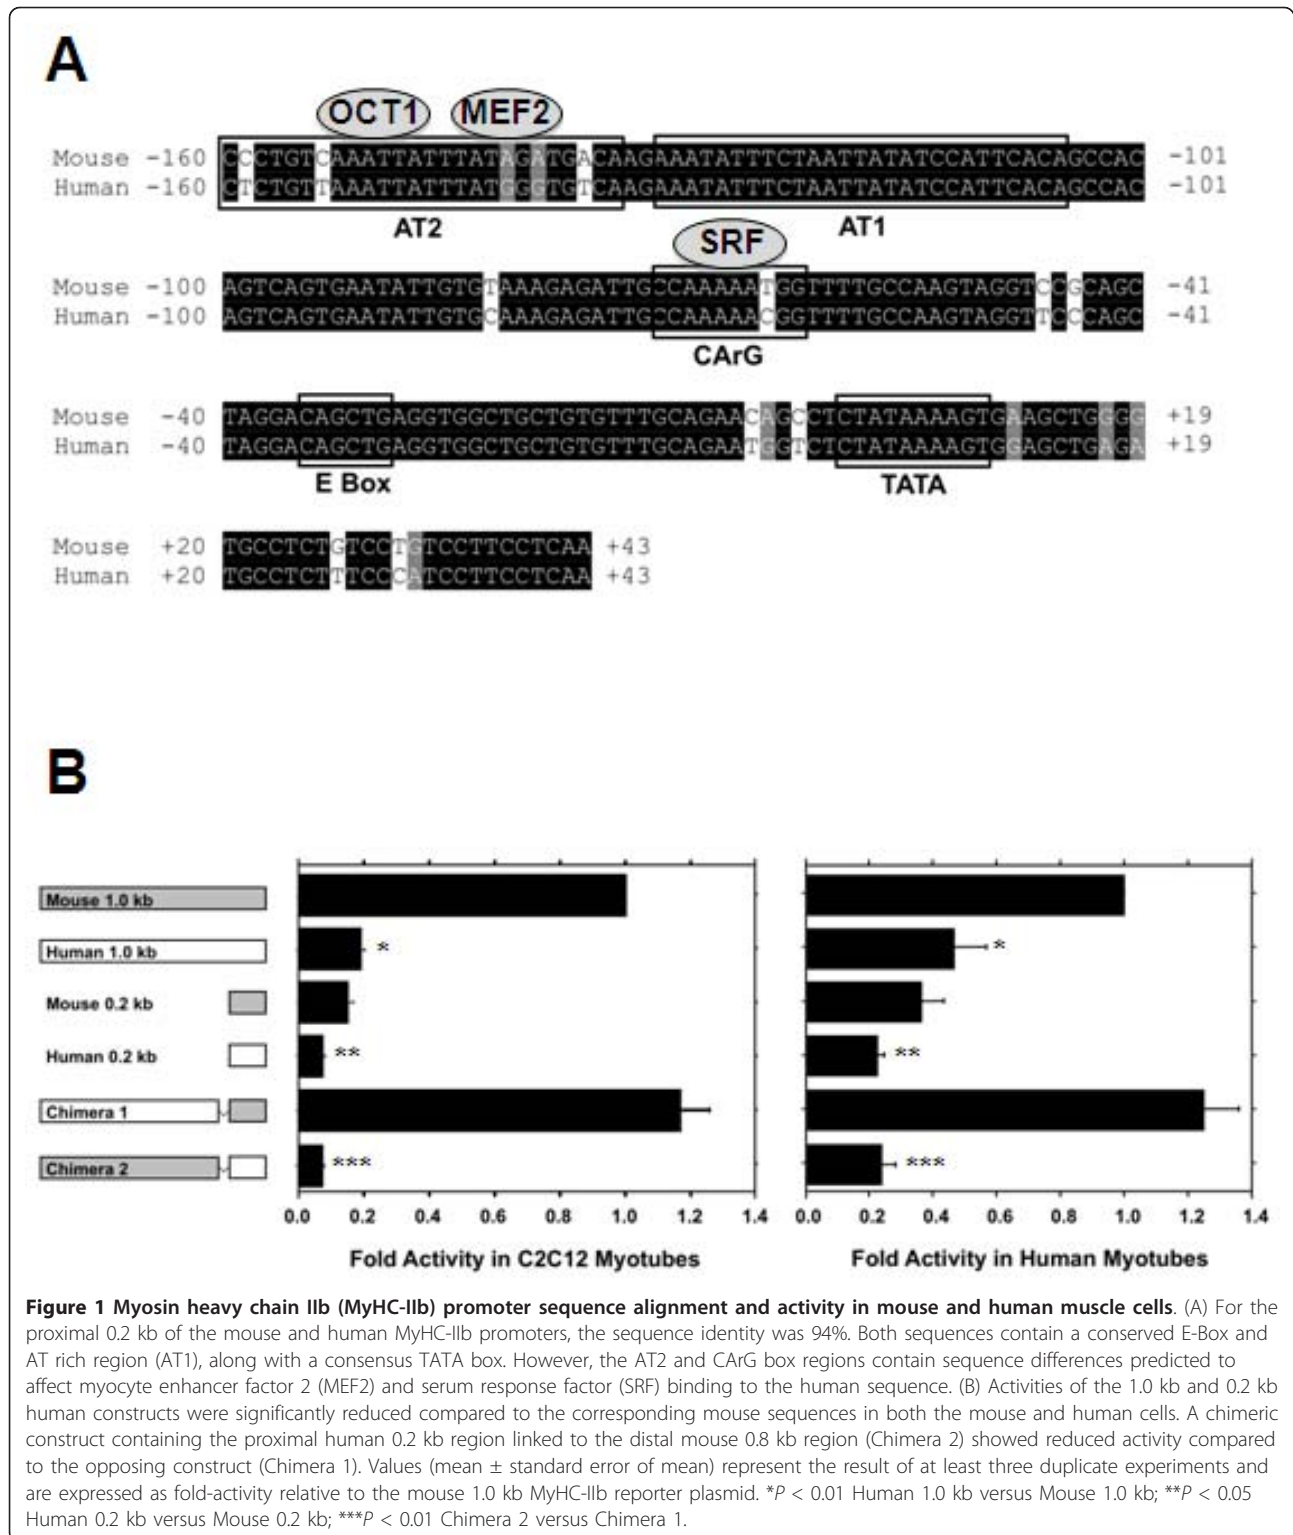 A
OCT1 MEF2
Mouse -160 CCCTGTCAAATTATTTATAGATGACAAGAAATATTTCTAATTATATCCATTCACAGCCAC -101
Human -160 CTCTGTTAAATTATTTATGGGTGTCAAGAAATATTTCTAATTATATCCATTCACAGCCAC -101
AT2 AT1
SRF
Mouse -100 AGTCAGTGAATATTGTGTAAAGAGATTGCCAAAAATGGTTTTGCCAAGTAGGTCCGCAGC -41
Human -100 AGTCAGTGAATATTGTGCAAAGAGATTGCCAAAAACGGTTTTGCCAAGTAGGTTCCCAGC -41
CArG
Mouse -40 TAGGACAGCTGAGGTGGCTGCTGTGTTTGCAGAACAGCCTCTATAAAAGTGAAGCTGGGG +19
Human -40 TAGGACAGCTGAGGTGGCTGCTGTGTTTGCAGAATGGTCTCTATAAAAGTGGAGCTGAGA +19
E Box TATA
Mouse +20 TGCCTCTGTCCTGTCCTTCCTCAA +43
Human +20 TGCCTCTTTCCCATCCTTCCTCAA +43
B
Mouse 1.0 kb
Human 1.0 kb * *
Mouse 0.2 kb
Human 0.2 kb ** **
Chimera 1
Chimera 2 *** ***
0.0 0.2 0.4 0.6 0.8 1.0 1.2 1.4 0.0 0.2 0.4 0.6 0.8 1.0 1.2 1.4
Fold Activity in C2C12 Myotubes Fold Activity in Human Myotubes
Figure 1 Myosin heavy chain IIb (MyHC-IIb) promoter sequence alignment and activity in mouse and human muscle cells. (A) For the
proximal 0.2 kb of the mouse and human MyHC-IIb promoters, the sequence identity was 94%. Both sequences contain a conserved E-Box and
AT rich region (AT1), along with a consensus TATA box. However, the AT2 and CArG box regions contain sequence differences predicted to
affect myocyte enhancer factor 2 (MEF2) and serum response factor (SRF) binding to the human sequence. (B) Activities of the 1.0 kb and 0.2 kb
human constructs were significantly reduced compared to the corresponding mouse sequences in both the mouse and human cells. A chimeric
construct containing the proximal human 0.2 kb region linked to the distal mouse 0.8 kb region (Chimera 2) showed reduced activity compared
to the opposing construct (Chimera 1). Values (mean ± standard error of mean) represent the result of at least three duplicate experiments and
are expressed as fold-activity relative to the mouse 1.0 kb MyHC-IIb reporter plasmid. *P < 0.01 Human 1.0 kb versus Mouse 1.0 kb; **P < 0.05
Human 0.2 kb versus Mouse 0.2 kb; ***P < 0.01 Chimera 2 versus Chimera 1.